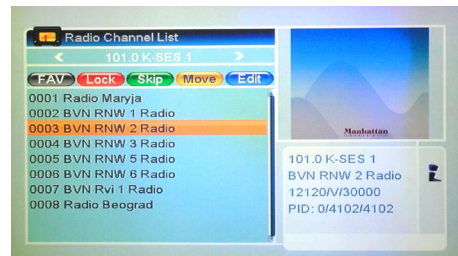 Radio Channel List
< 101.0 K-SES 1 >
FAV Lock Skip Move Edit
0001 Radio Maryja
0002 BVN RNW 1 Radio
0003 BVN RNW 2 Radio
0004 BVN RNW 3 Radio
0005 BVN RNW 5 Radio
0006 BVN RNW 6 Radio
0007 BVN Rvi 1 Radio
0008 Radio Beograd
Manhattan
101.0 K-SES 1
BVN RNW 2 Radio
12120/V/30000
PID: 0/4102/4102